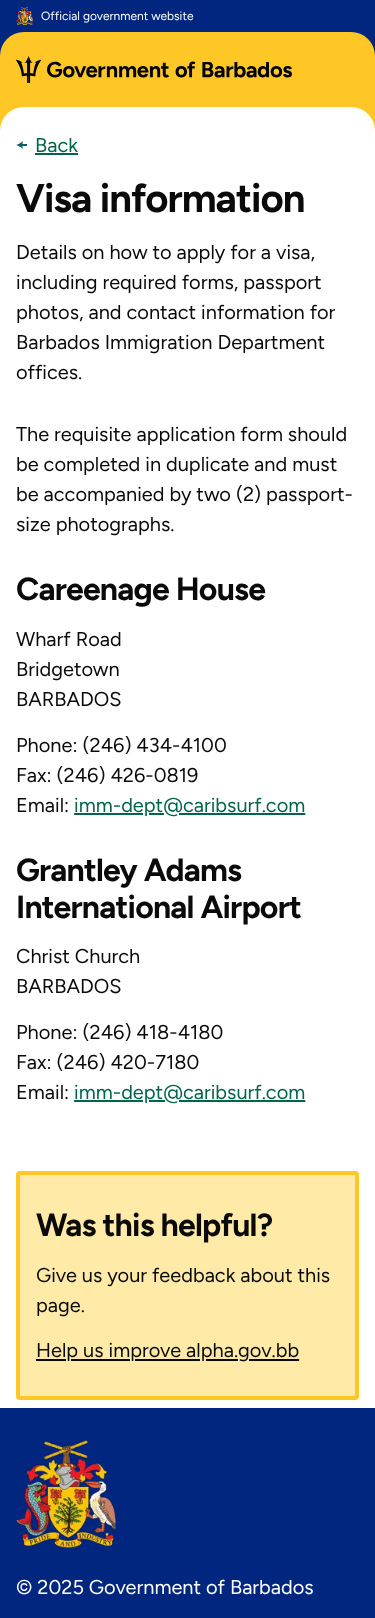 Official government website
Government of Barbados
Back
Visa information
Details on how to apply for a visa,
including required forms, passport
photos, and contact information for
Barbados Immigration Department
offices.
The requisite application form should
be completed in duplicate and must
be accompanied by two (2) passport-
size photographs.
Careenage House
Wharf Road
Bridgetown
BARBADOS
Phone: (246) 434-4100
Fax: (246) 426-0819
Email: imm-dept@caribsurf.com
Grantley Adams
International Airport
Christ Church
BARBADOS
Phone: (246) 418-4180
Fax: (246) 420-7180
Email: imm-dept@caribsurf.com
Was this helpful?
Give us your feedback about this
page.
Help us improve alpha.gov.bb
PRIDE AND INDUSTRY
© 2025 Government of Barbados